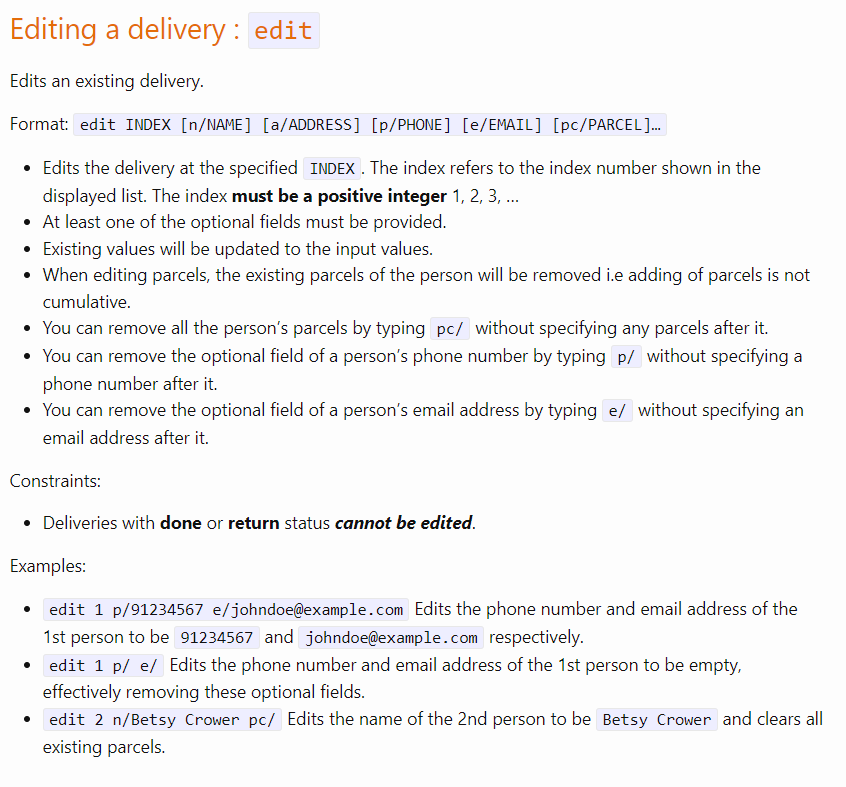 Editing a delivery : edit
Edits an existing delivery.
Format: edit INDEX [n/NAME] [a/ADDRESS] [p/PHONE] [e/EMAIL] [pc/PARCEL]…
• Edits the delivery at the specified INDEX. The index refers to the index number shown in the
displayed list. The index must be a positive integer 1, 2, 3, …
• At least one of the optional fields must be provided.
• Existing values will be updated to the input values.
• When editing parcels, the existing parcels of the person will be removed i.e adding of parcels is not
cumulative.
• You can remove all the person’s parcels by typing pc/ without specifying any parcels after it.
• You can remove the optional field of a person’s phone number by typing p/ without specifying a
phone number after it.
• You can remove the optional field of a person’s email address by typing e/ without specifying an
email address after it.
Constraints:
• Deliveries with done or return status cannot be edited.
Examples:
• edit 1 p/91234567 e/johndoe@example.com Edits the phone number and email address of the
1st person to be 91234567 and johndoe@example.com respectively.
• edit 1 p/ e/ Edits the phone number and email address of the 1st person to be empty,
effectively removing these optional fields.
• edit 2 n/Betsy Crower pc/ Edits the name of the 2nd person to be Betsy Crower and clears all
existing parcels.